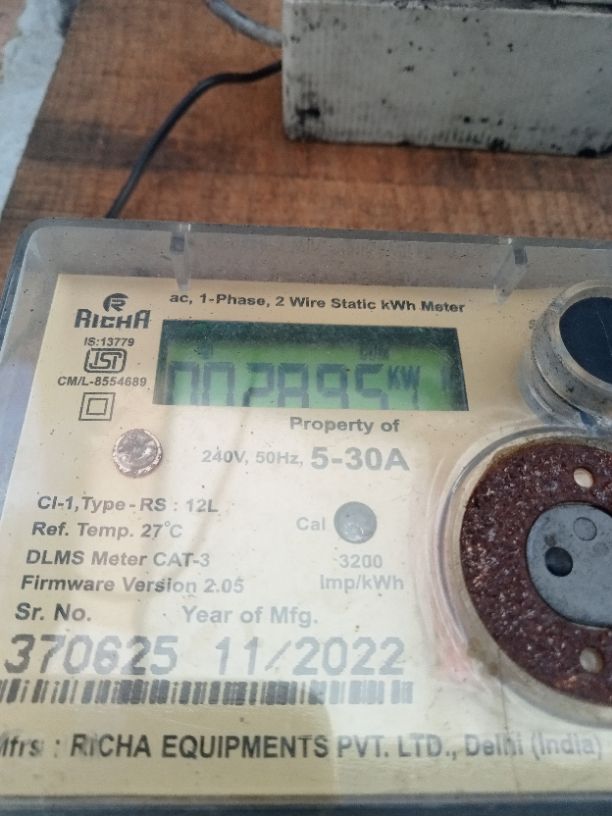 RICHA
ac, 1-Phase, 2 Wire Static kWh Meter
IS:13779
ISI
CM/L-8554689
CUM
002895 kW
Property of
240V, 50Hz, 5-30A
Cl-1, Type - RS : 12L
Ref. Temp. 27°C
Cal
DLMS Meter CAT-3
3200
Firmware Version 2.05
Imp/kWh
Sr. No.
Year of Mfg.
370625
11/2022
Mfrs : RICHA EQUIPMENTS PVT. LTD., Delhi (India)